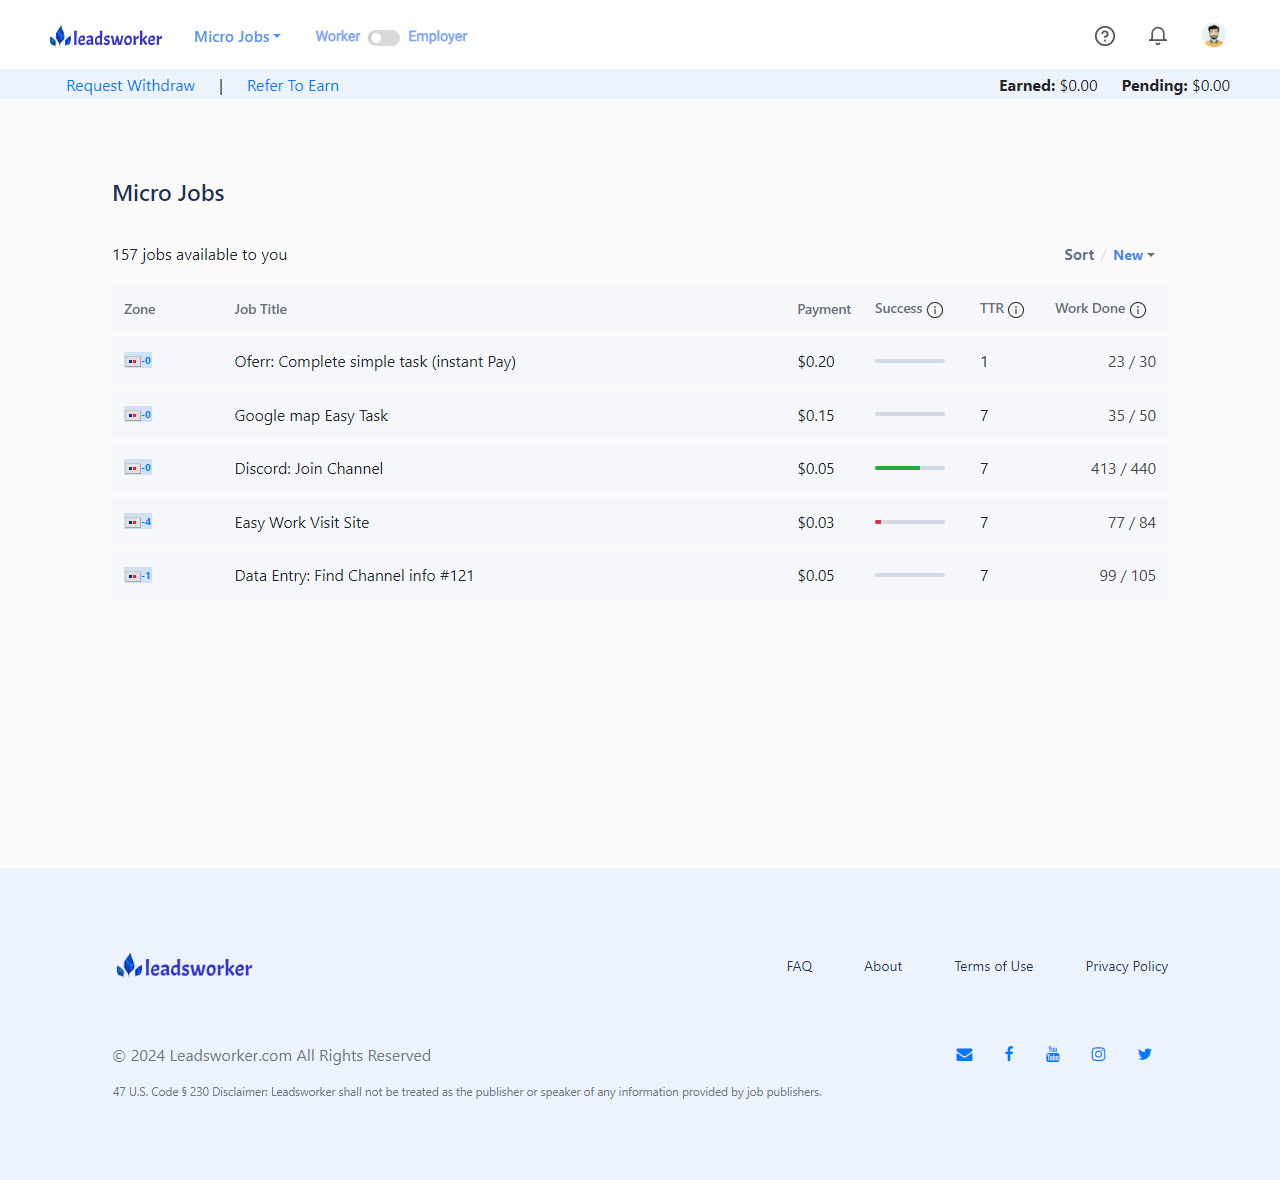 leadsworker Micro Jobs Worker Employer
Request Withdraw | Refer To Earn Earned: $0.00 Pending: $0.00
Micro Jobs
157 jobs available to you Sort / New
Zone Job Title Payment Success TTR Work Done
-0 Oferr: Complete simple task (instant Pay) $0.20 1 23 / 30
-0 Google map Easy Task $0.15 7 35 / 50
-0 Discord: Join Channel $0.05 7 413 / 440
-4 Easy Work Visit Site $0.03 7 77 / 84
-1 Data Entry: Find Channel info #121 $0.05 7 99 / 105
leadsworker FAQ About Terms of Use Privacy Policy
© 2024 Leadsworker.com All Rights Reserved
47 U.S. Code § 230 Disclaimer: Leadsworker shall not be treated as the publisher or speaker of any information provided by job publishers.